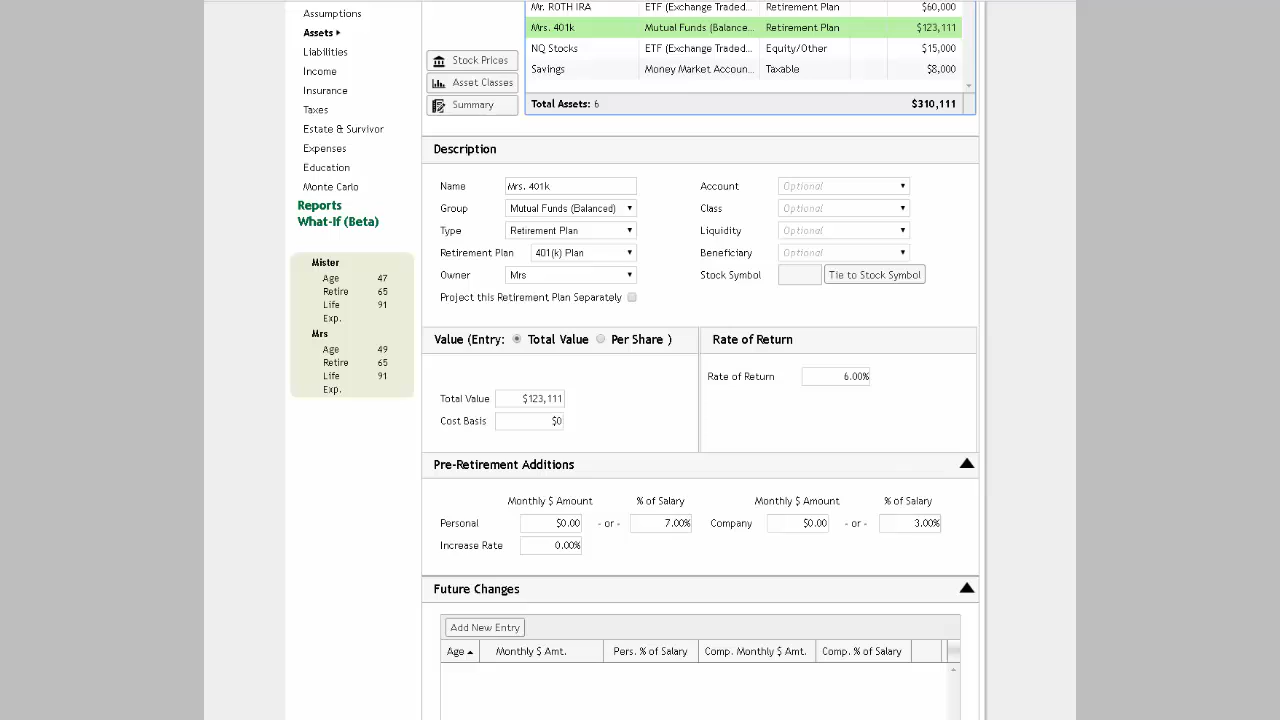 Assumptions
Assets
Liabilities
Income
Insurance
Taxes
Estate & Survivor
Expenses
Education
Monte Carlo
Reports
What-If (Beta)
Mister
Age 47
Retire 65
Life 91
Exp.
Mrs
Age 49
Retire 65
Life 91
Exp.
Stock Prices
Asset Classes
Summary
Mr. ROTH IRA ETF (Exchange Traded... Retirement Plan $60,000
Mrs. 401k Mutual Funds (Balance... Retirement Plan $123,111
NQ Stocks ETF (Exchange Traded... Equity/Other $15,000
Savings Money Market Accoun... Taxable $8,000
Total Assets: 6 $310,111
Description
Name Mrs. 401k Account Optional
Group Mutual Funds (Balanced) Class Optional
Type Retirement Plan Liquidity Optional
Retirement Plan 401(k) Plan Beneficiary Optional
Owner Mrs Stock Symbol Tie to Stock Symbol
Project this Retirement Plan Separately
Value (Entry: Total Value Per Share ) Rate of Return
Rate of Return 6.00%
Total Value $123,111
Cost Basis $0
Pre-Retirement Additions
Monthly $ Amount % of Salary Monthly $ Amount % of Salary
Personal $0.00 - or - 7.00% Company $0.00 - or - 3.00%
Increase Rate 0.00%
Future Changes
Add New Entry
Age Monthly $ Amt. Pers. % of Salary Comp. Monthly $ Amt. Comp. % of Salary